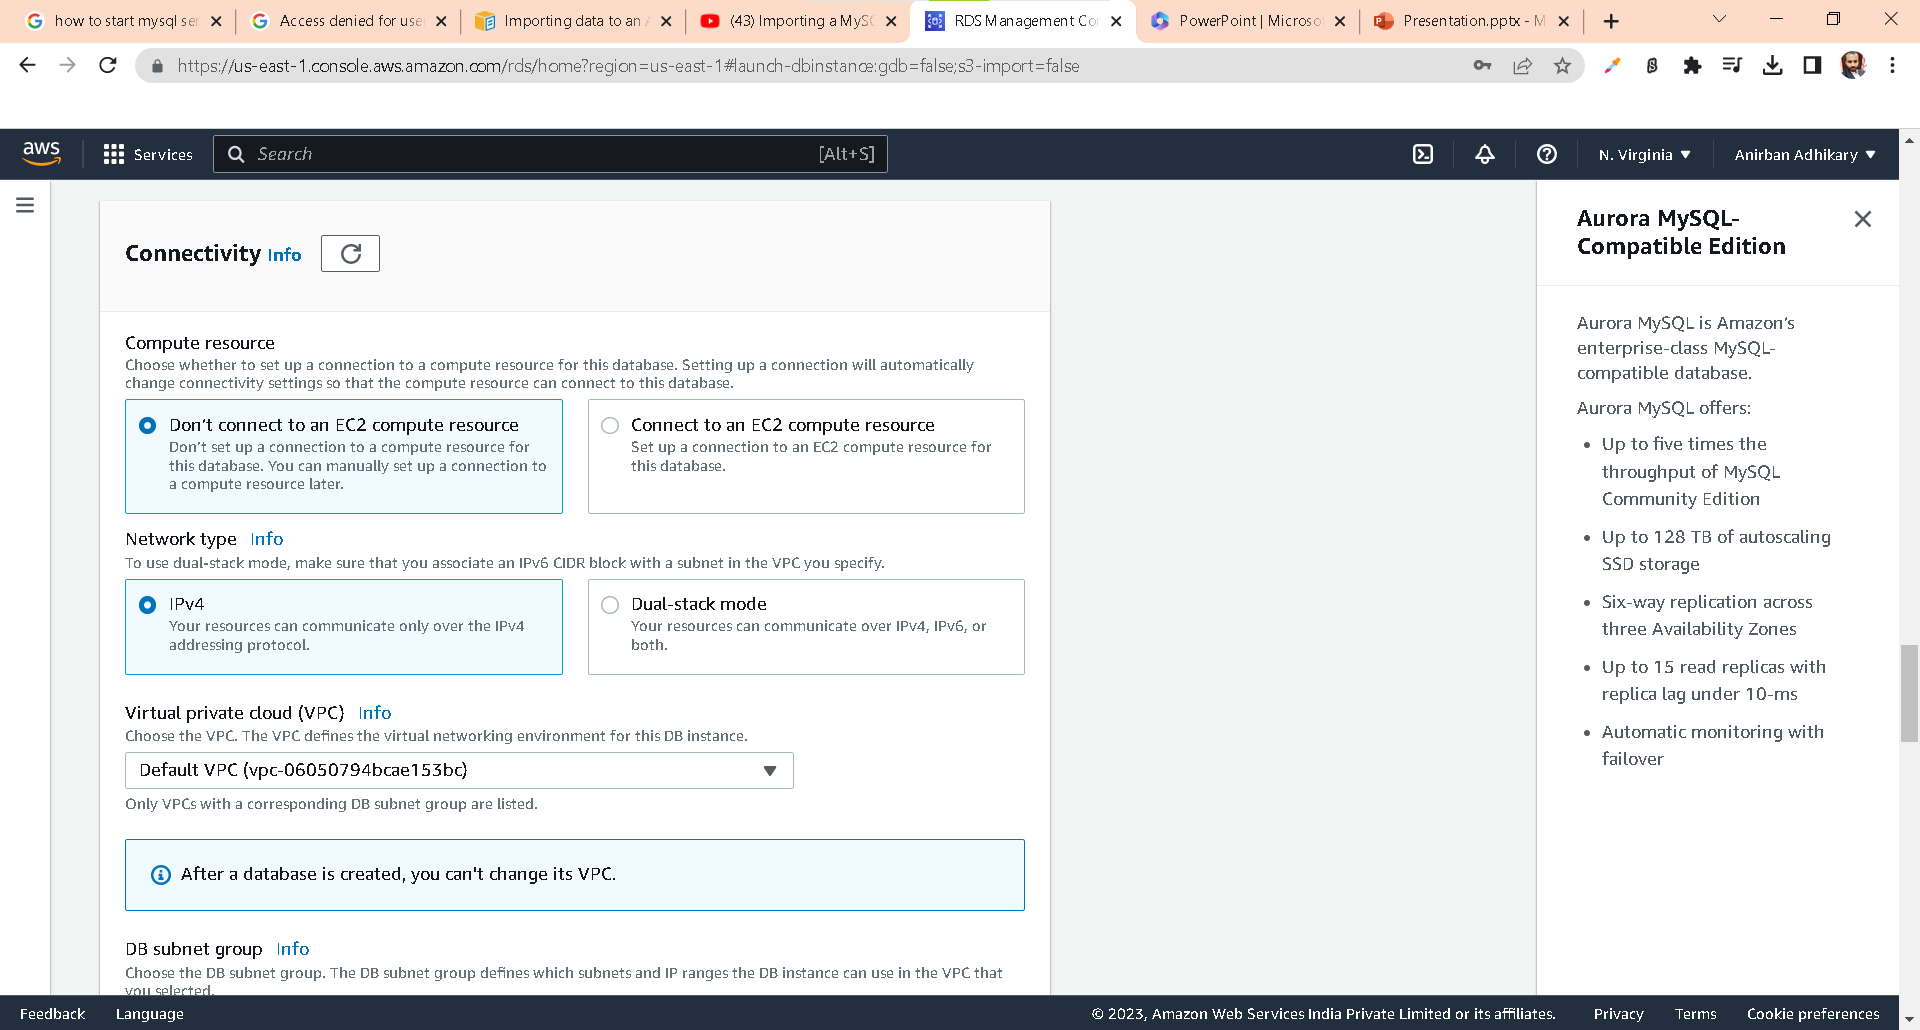 how to start mysql ser
Access denied for use
Importing data to an
(43) Importing a MySQ
RDS Management Co
PowerPoint | Microso
Presentation.pptx - M
https://us-east-1.console.aws.amazon.com/rds/home?region=us-east-1#launch-dbinstance:gdb=false;s3-import=false
aws
Services
Search
[Alt+S]
N. Virginia
Anirban Adhikary
Connectivity Info
Compute resource
Choose whether to set up a connection to a compute resource for this database. Setting up a connection will automatically
change connectivity settings so that the compute resource can connect to this database.
Don't connect to an EC2 compute resource
Don't set up a connection to a compute resource for
this database. You can manually set up a connection to
a compute resource later.
Connect to an EC2 compute resource
Set up a connection to an EC2 compute resource for
this database.
Network type Info
To use dual-stack mode, make sure that you associate an IPv6 CIDR block with a subnet in the VPC you specify.
IPv4
Your resources can communicate only over the IPv4
addressing protocol.
Dual-stack mode
Your resources can communicate over IPv4, IPv6, or
both.
Virtual private cloud (VPC) Info
Choose the VPC. The VPC defines the virtual networking environment for this DB instance.
Default VPC (vpc-06050794bcae153bc)
Only VPCs with a corresponding DB subnet group are listed.
After a database is created, you can't change its VPC.
DB subnet group Info
Choose the DB subnet group. The DB subnet group defines which subnets and IP ranges the DB instance can use in the VPC that
you selected.
Aurora MySQL-
Compatible Edition
Aurora MySQL is Amazon's
enterprise-class MySQL-
compatible database.
Aurora MySQL offers:
• Up to five times the
throughput of MySQL
Community Edition
• Up to 128 TB of autoscaling
SSD storage
• Six-way replication across
three Availability Zones
• Up to 15 read replicas with
replica lag under 10-ms
• Automatic monitoring with
failover
Feedback
Language
© 2023, Amazon Web Services India Private Limited or its affiliates.
Privacy
Terms
Cookie preferences